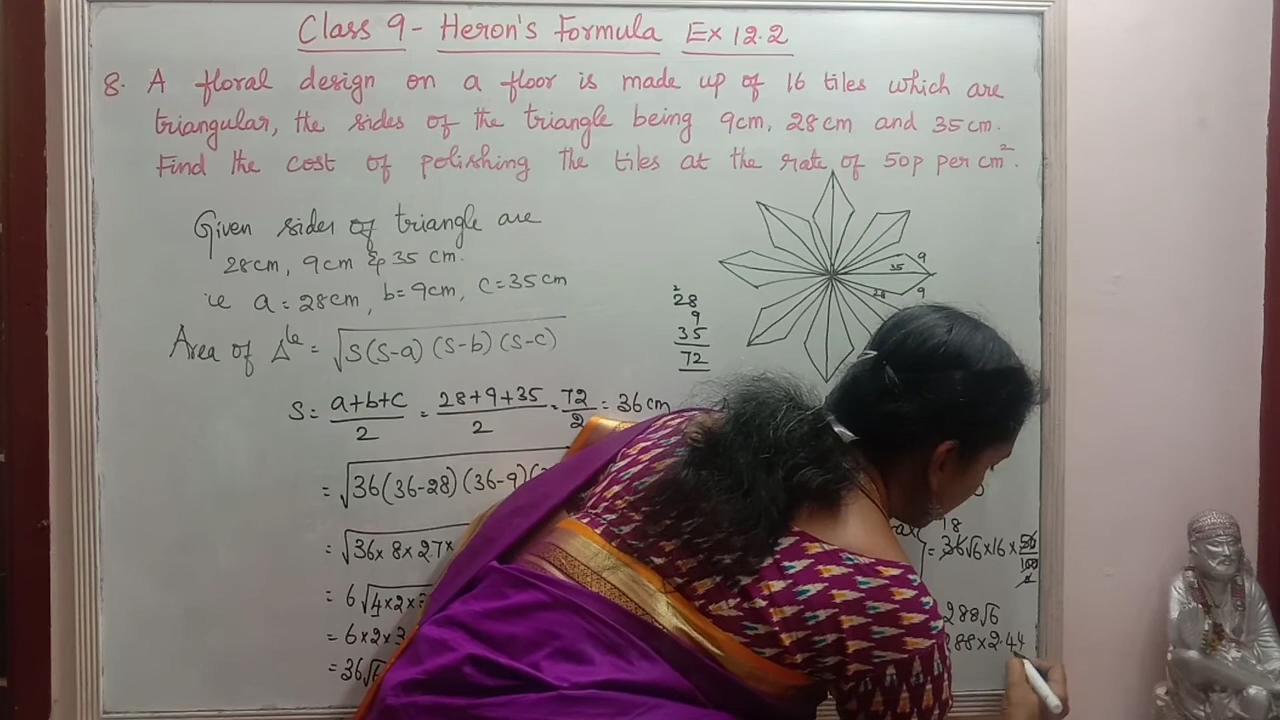 Class 9 - Heron's Formula Ex 12.2
8. A floral design on a floor is made up of 16 tiles which are
triangular, the sides of the triangle being 9cm, 28cm and 35cm.
Find the cost of polishing the tiles at the rate of 50p per cm².
Given sides of triangle are
28cm, 9cm & 35 cm.
ie a = 28cm, b = 9cm, c = 35cm
Area of Δle = √S(S-a)(S-b)(S-c)
S = a+b+c/2 = 28+9+35/2 = 72/2 = 36 cm
= √36(36-28)(36-9)(
= √36×8×27×
= 6√4×2×
= 6×2×3
= 36√6
2
28
9
35
72
9
35
28
9
18
= 36√6×16×50/100
288√6
88×2.44